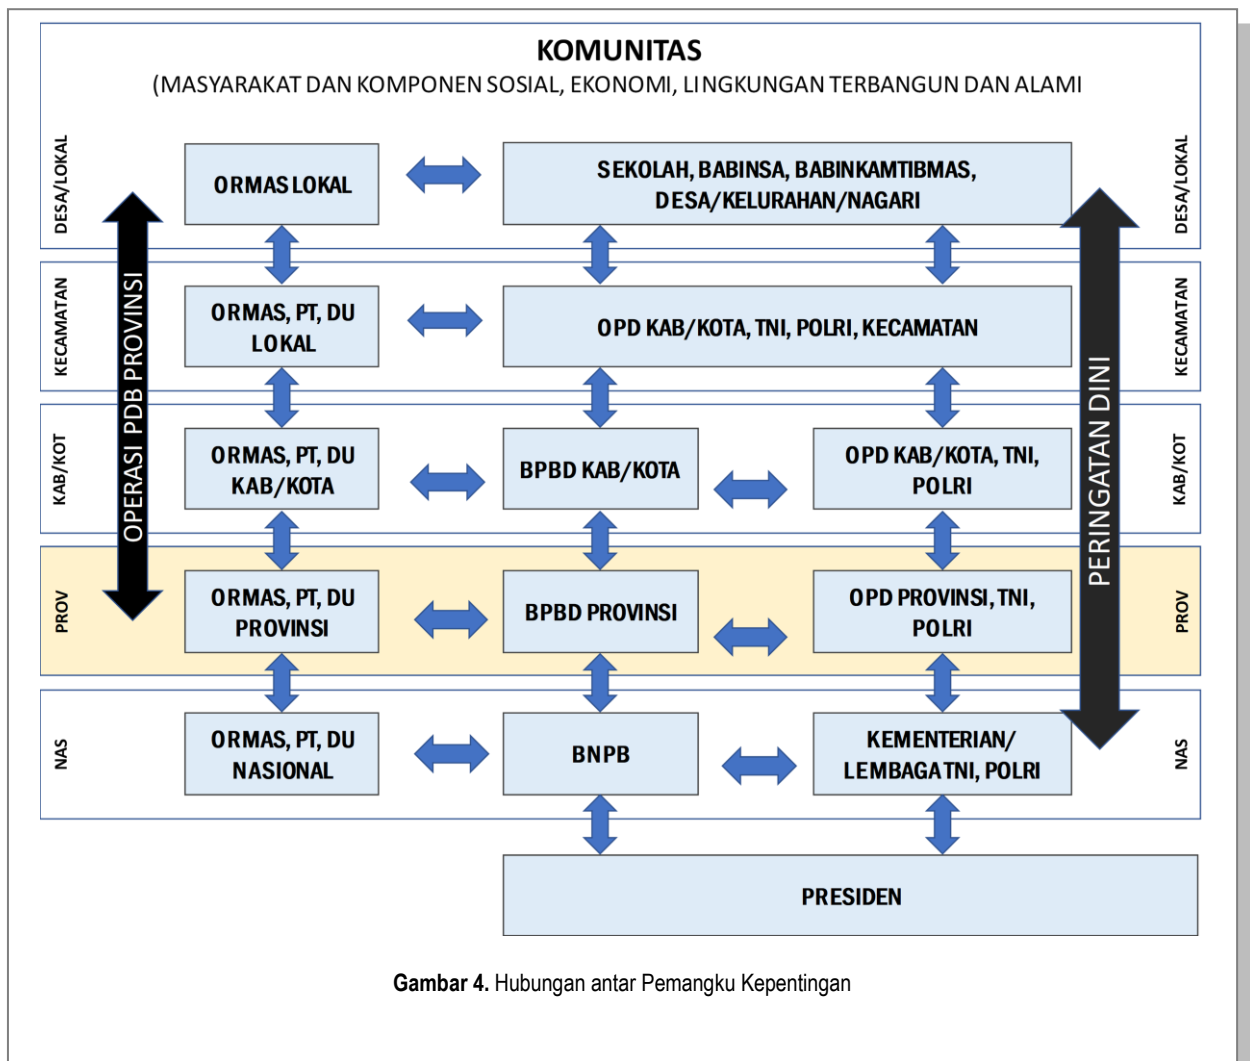 KOMUNITAS
(MASYARAKAT DAN KOMPONEN SOSIAL, EKONOMI, LINGKUNGAN TERBANGUN DAN ALAMI
DESA/LOKAL
ORMAS LOKAL
SEKOLAH, BABINSA, BABINKAMTIBMAS,
DESA/KELURAHAN/NAGARI
DESA/LOKAL
OPERASI PDB PROVINSI
PERINGATAN DINI
KECAMATAN
ORMAS, PT, DU
LOKAL
OPD KAB/KOTA, TNI, POLRI, KECAMATAN
KECAMATAN
KAB/KOT
ORMAS, PT, DU
KAB/KOTA
BPBD KAB/KOTA
OPD KAB/KOTA, TNI,
POLRI
KAB/KOT
PROV
ORMAS, PT, DU
PROVINSI
BPBD PROVINSI
OPD PROVINSI, TNI,
POLRI
PROV
NAS
ORMAS, PT, DU
NASIONAL
BNPB
KEMENTERIAN/
LEMBAGA TNI, POLRI
NAS
PRESIDEN
Gambar 4. Hubungan antar Pemangku Kepentingan